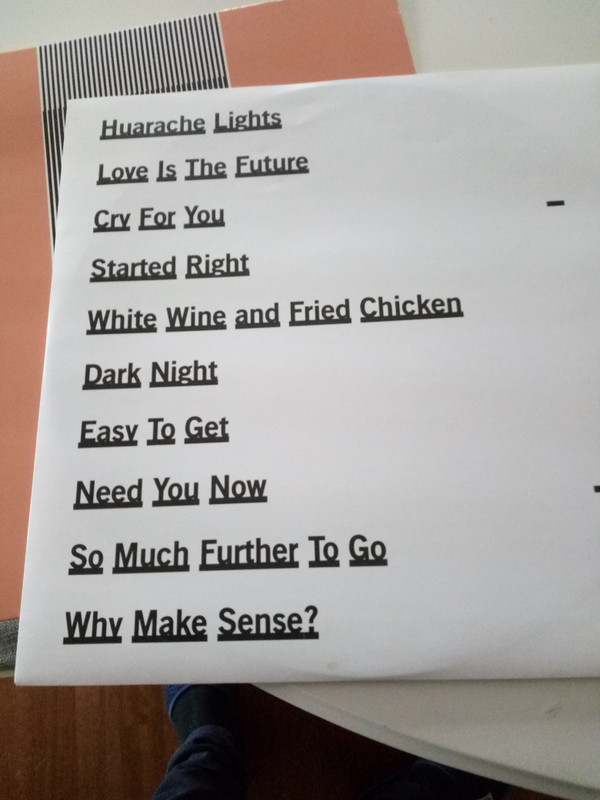 Huarache Lights
Love Is The Future
Cry For You
Started Right
White Wine and Fried Chicken
Dark Night
Easy To Get
Need You Now
So Much Further To Go
Why Make Sense?